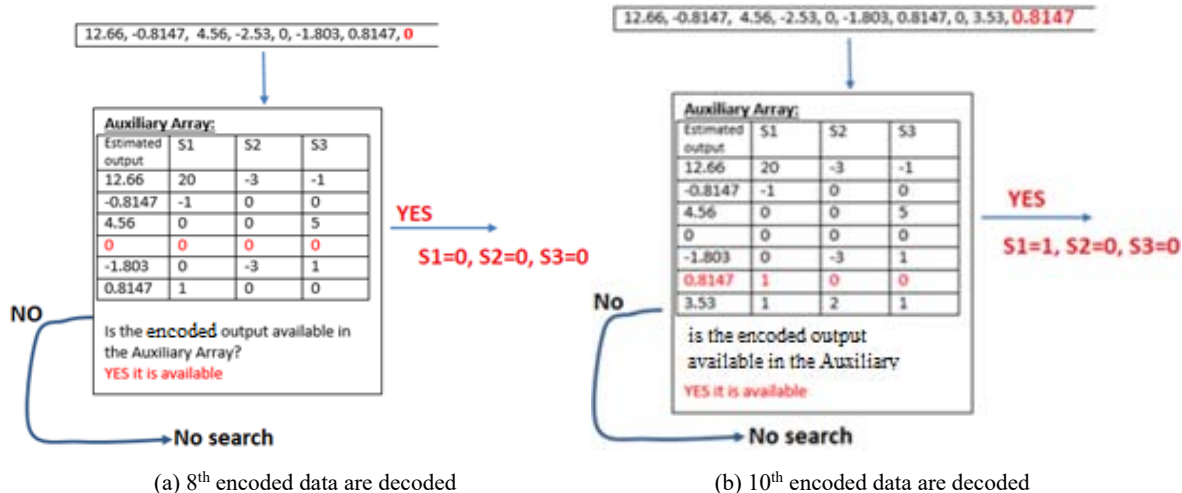 12.66, -0.8147, 4.56, -2.53, 0, -1.803, 0.8147, 0
Auxiliary Array:
Estimated output S1 S2 S3
12.66 20 -3 -1
-0.8147 -1 0 0
4.56 0 0 5
0 0 0 0
-1.803 0 -3 1
0.8147 1 0 0
Is the encoded output available in
the Auxiliary Array?
YES it is available
YES
S1=0, S2=0, S3=0
NO
No search
(a) 8th encoded data are decoded
12.66, -0.8147, 4.56, -2.53, 0, -1.803, 0.8147, 0, 3.53, 0.8147
Auxiliary Array:
Estimated output S1 S2 S3
12.66 20 -3 -1
-0.8147 -1 0 0
4.56 0 0 5
0 0 0 0
-1.803 0 -3 1
0.8147 1 0 0
3.53 1 2 1
is the encoded output
available in the Auxiliary
YES it is available
YES
S1=1, S2=0, S3=0
No
No search
(b) 10th encoded data are decoded